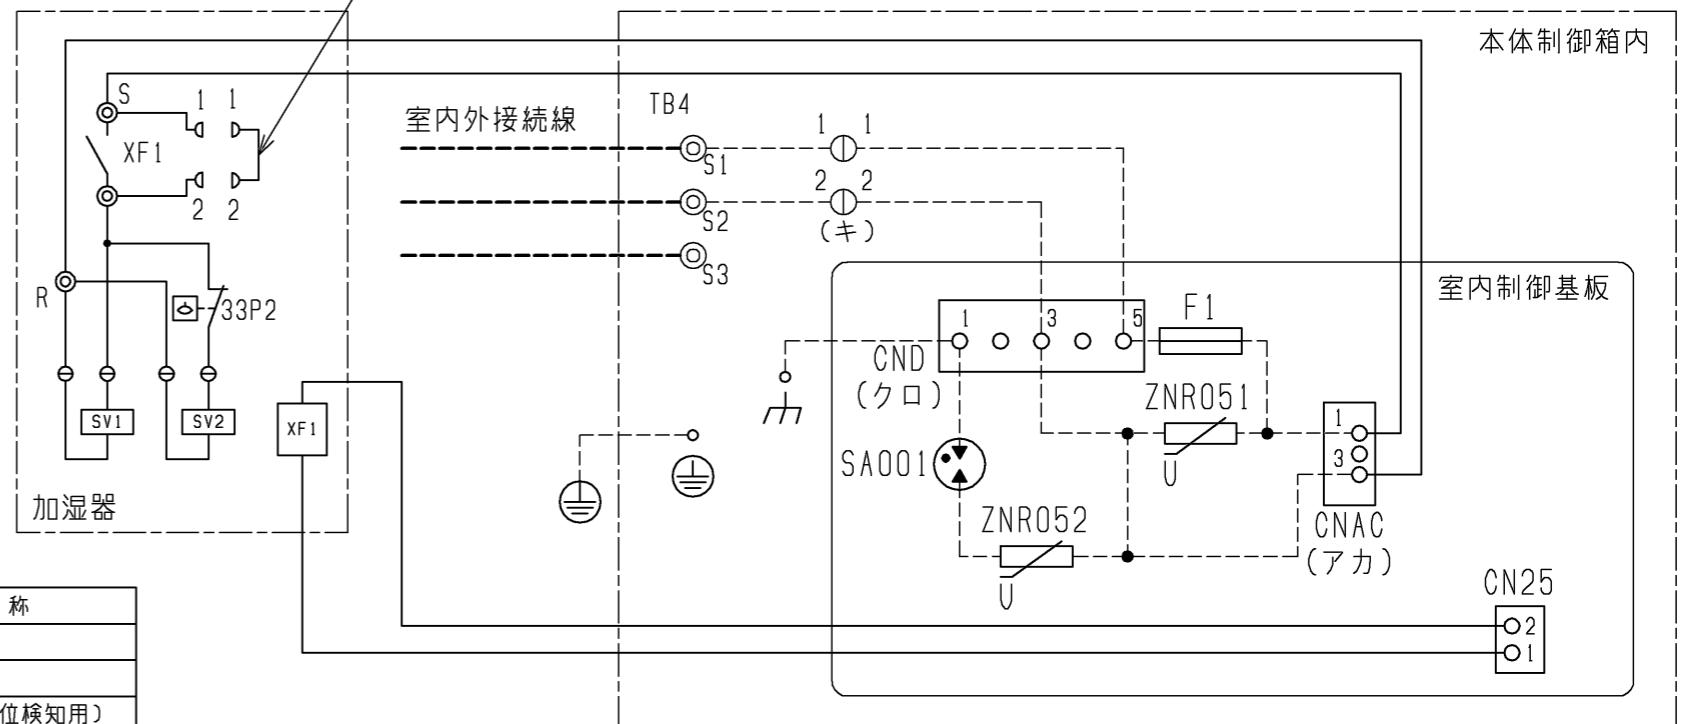 本体制御箱内
S
1 1
XF1
2 2
R
33P2
SV1
SV2
XF1
加湿器
室内外接続線
TB4
S1
S2
S3
1 1
2 2
(キ)
室内制御基板
1 3 5
F1
CND
(クロ)
ZNR051
U
SA001
ZNR052
U
1
3
CNAC
(アカ)
CN25
2
1
称
位検知用)